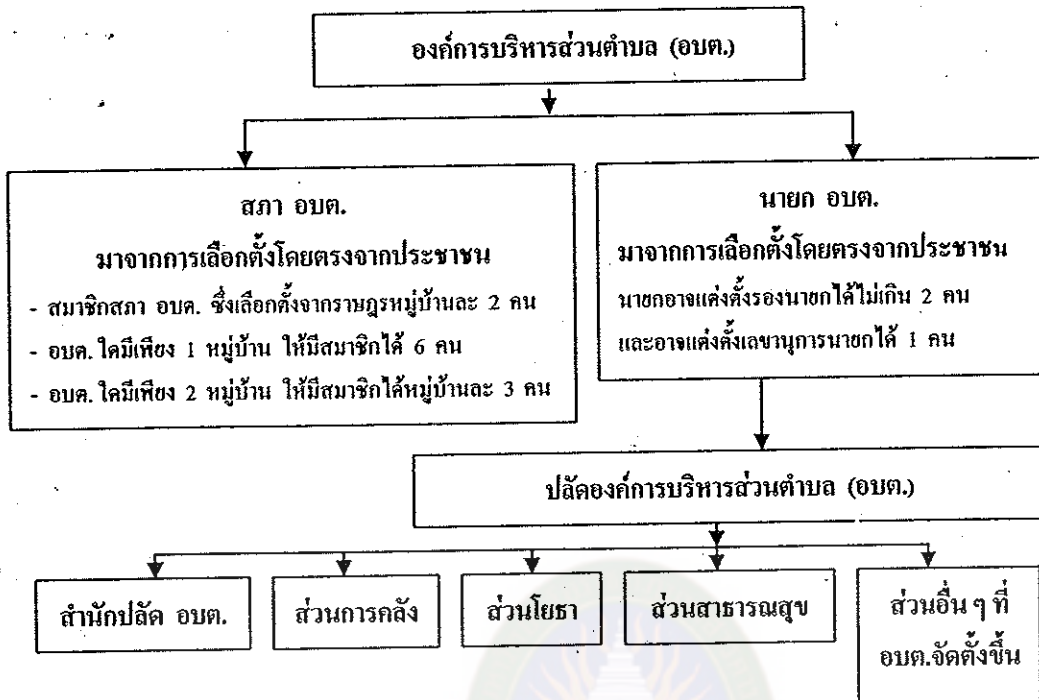 องค์การบริหารส่วนตำบล (อบต.)
สภา อบต.
มาจากการเลือกตั้งโดยตรงจากประชาชน
- สมาชิกสภา อบต. ซึ่งเลือกตั้งจากราษฎรหมู่บ้านละ 2 คน
- อบต. ใดมีเพียง 1 หมู่บ้าน ให้มีสมาชิกได้ 6 คน
- อบต. ใดมีเพียง 2 หมู่บ้าน ให้มีสมาชิกได้หมู่บ้านละ 3 คน
นายก อบต.
มาจากการเลือกตั้งโดยตรงจากประชาชน
นายกอาจแต่งตั้งรองนายกได้ไม่เกิน 2 คน
และอาจแต่งตั้งเลขานุการนายกได้ 1 คน
ปลัดองค์การบริหารส่วนตำบล (อบต.)
สำนักปลัด อบต.
ส่วนการคลัง
ส่วนโยธา
ส่วนสาธารณสุข
ส่วนอื่น ๆ ที่
อบต.จัดตั้งขึ้น